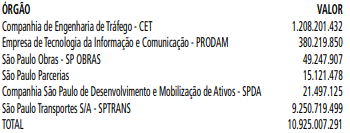 ÓRGÃO VALOR
Companhia de Engenharia de Tráfego - CET 1.208.201.432
Empresa de Tecnologia da Informação e Comunicação - PRODAM 380.219.850
São Paulo Obras - SP OBRAS 49.247.907
São Paulo Parcerias 15.121.478
Companhia São Paulo de Desenvolvimento e Mobilização de Ativos - SPDA 21.497.125
São Paulo Transportes S/A - SPTRANS 9.250.719.499
TOTAL 10.925.007.291